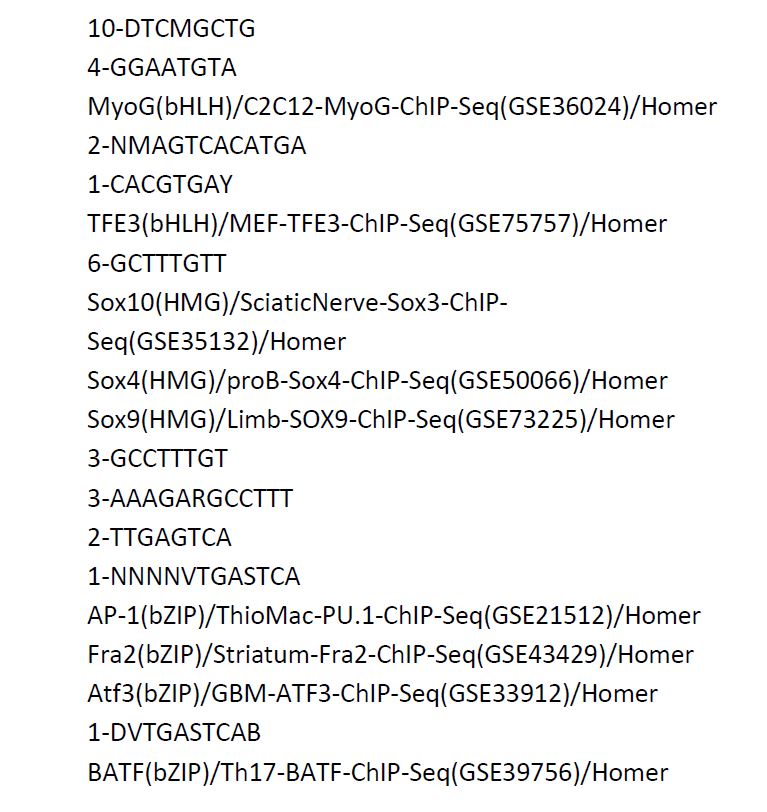 10-DTCMGCTG
4-GGAATGTA
MyoG(bHLH)/C2C12-MyoG-ChIP-Seq(GSE36024)/Homer
2-NMAGTCACATGA
1-CACGTGAY
TFE3(bHLH)/MEF-TFE3-ChIP-Seq(GSE75757)/Homer
6-GCTTTGTT
Sox10(HMG)/SciaticNerve-Sox3-ChIP-
Seq(GSE35132)/Homer
Sox4(HMG)/proB-Sox4-ChIP-Seq(GSE50066)/Homer
Sox9(HMG)/Limb-SOX9-ChIP-Seq(GSE73225)/Homer
3-GCCTTTGT
3-AAAGARGCCTTT
2-TTGAGTCA
1-NNNNVTGASTCA
AP-1(bZIP)/ThioMac-PU.1-ChIP-Seq(GSE21512)/Homer
Fra2(bZIP)/Striatum-Fra2-ChIP-Seq(GSE43429)/Homer
Atf3(bZIP)/GBM-ATF3-ChIP-Seq(GSE33912)/Homer
1-DVTGASTCAB
BATF(bZIP)/Th17-BATF-ChIP-Seq(GSE39756)/Homer